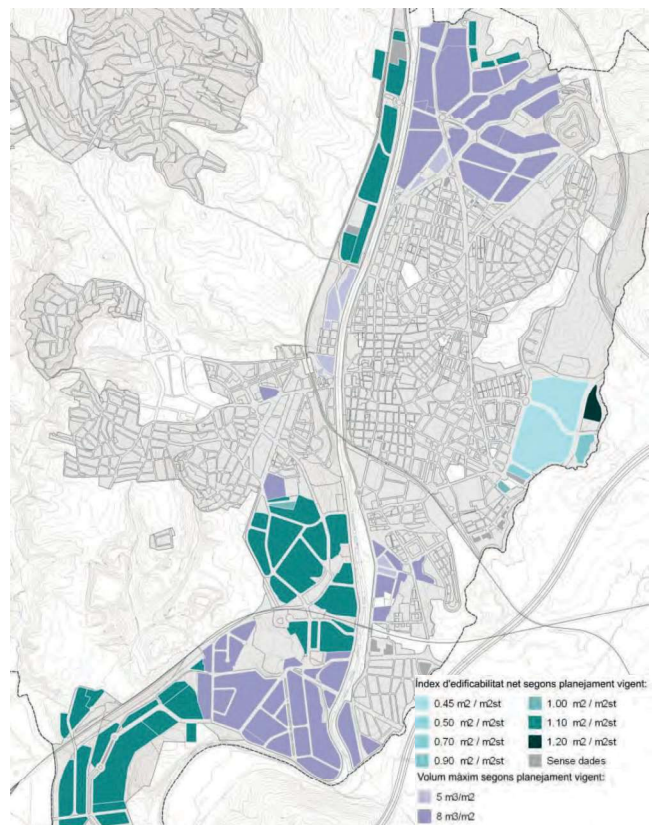 Índex d'edificabilitat net segons planejament vigent:
0.45 m2 / m2st
0.50 m2 / m2st
0.70 m2 / m2st
0.90 m2 / m2st
1.00 m2 / m2st
1.10 m2 / m2st
1.20 m2 / m2st
Sense dades
Volum màxim segons planejament vigent:
5 m3/m2
8 m3/m2